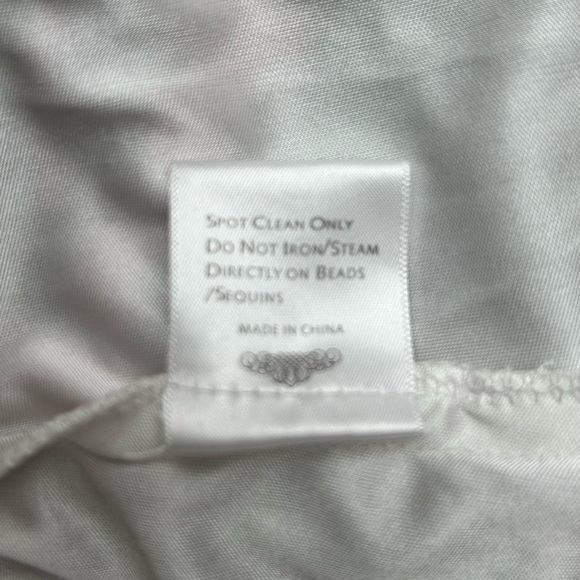 SPOT CLEAN ONLY
DO NOT IRON/STEAM
DIRECTLY ON BEADS
/SEQUINS
MADE IN CHINA